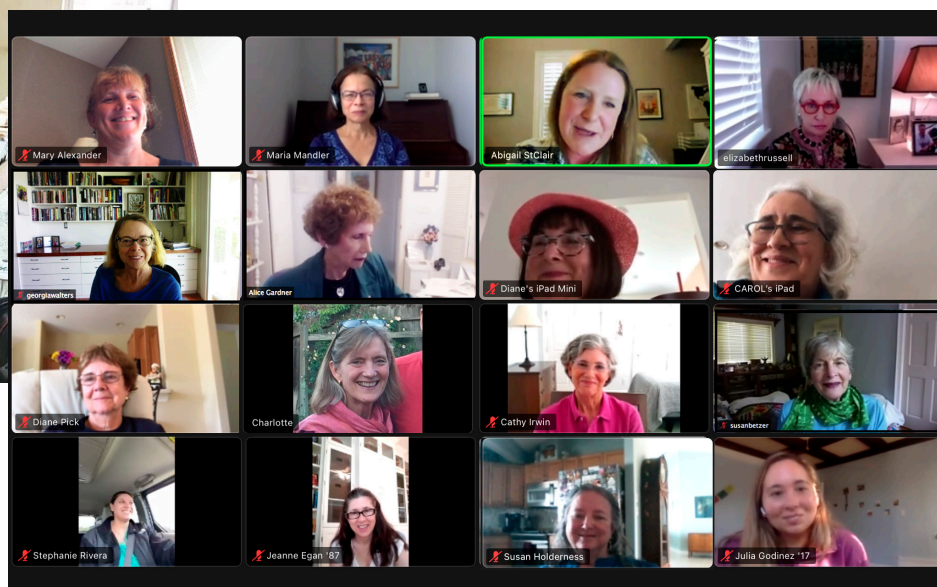 Mary Alexander
Maria Mandler
Abigail StClair
elizabethrussell
georgiawalters
Alice Gardner
Diane's iPad Mini
CAROL's iPad
Diane Pick
Charlotte
Cathy Irwin
susanbetzer
Stephanie Rivera
Jeanne Egan '87
Susan Holderness
Julia Godinez '17